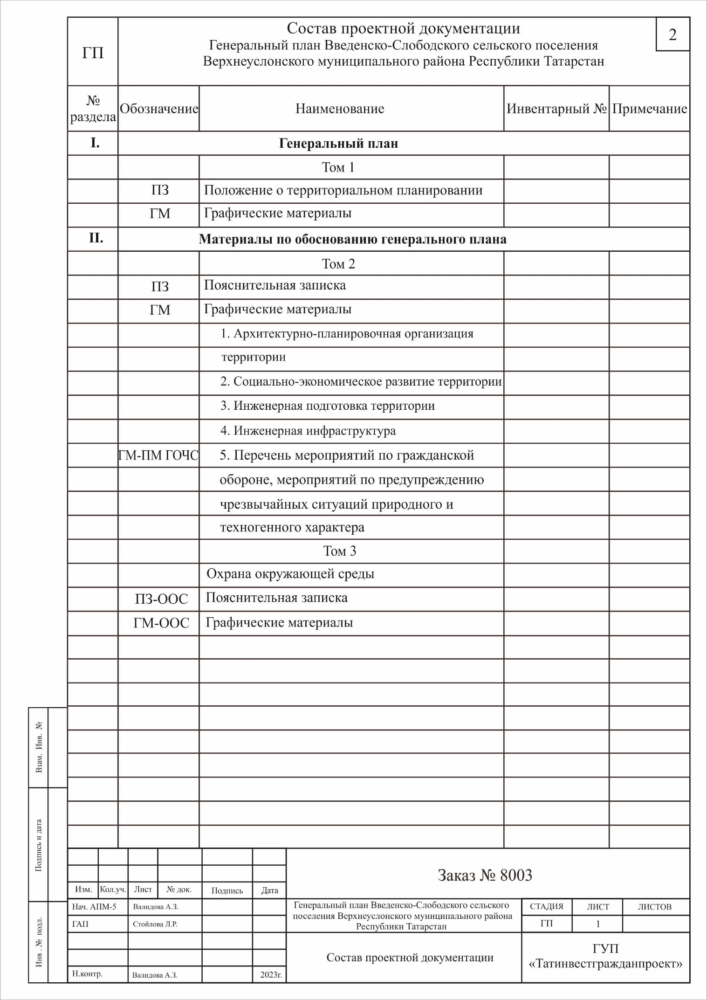 ГП
Состав проектной документации
Генеральный план Введенско-Слободского сельского поселения
Верхнеуслонского муниципального района Республики Татарстан
2
№
раздела
Обозначение
Наименование
Инвентарный №
Примечание
I.
Генеральный план
Том 1
ПЗ
Положение о территориальном планировании
ГМ
Графические материалы
II.
Материалы по обоснованию генерального плана
Том 2
ПЗ
Пояснительная записка
ГМ
Графические материалы
1. Архитектурно-планировочная организация
территории
2. Социально-экономическое развитие территории
3. Инженерная подготовка территории
4. Инженерная инфраструктура
ГМ-ПМ ГОЧС
5. Перечень мероприятий по гражданской
обороне, мероприятий по предупреждению
чрезвычайных ситуаций природного и
техногенного характера
Том 3
Охрана окружающей среды
ПЗ-ООС
Пояснительная записка
ГМ-ООС
Графические материалы
Взам. Инв. №
Подпись и дата
Инв . № подл.
Изм.
Кол.уч.
Лист
№ док.
Подпись
Дата
Заказ № 8003
Нач. АПМ-5
Валидова А.З.
ГАП
Стойлова Л.Р.
Н.контр.
Валидова А.З.
2023г.
Генеральный план Введенско-Слободского сельского
поселения Верхнеуслонского муниципального района
Республики Татарстан
СТАДИЯ
ЛИСТ
ЛИСТОВ
ГП
1
Состав проектной документации
ГУП
«Татинвестгражданпроект»